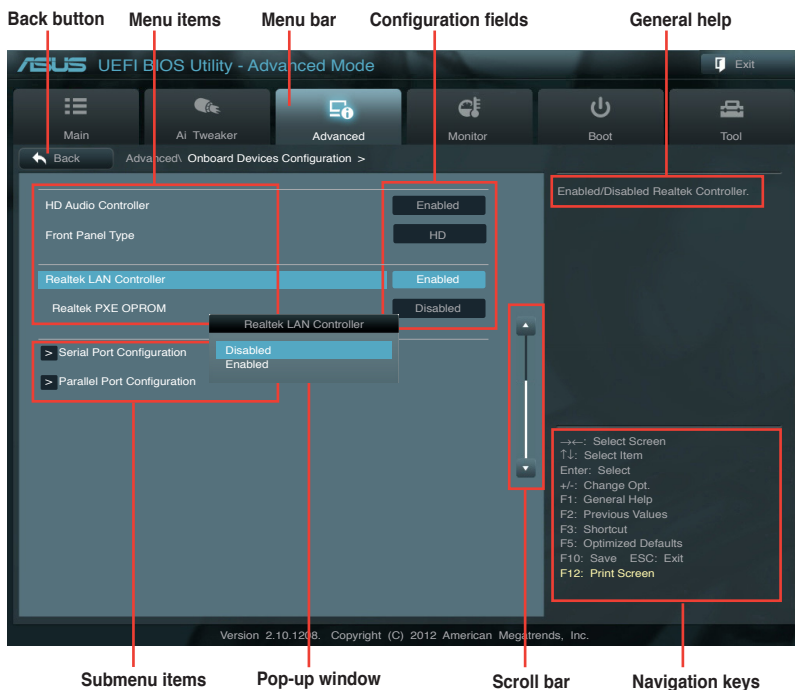 Back button Menu items Menu bar Configuration fields General help
ASUS UEFI BIOS Utility - Advanced Mode
Exit
Main Ai Tweaker Advanced Monitor Boot Tool
Back Advanced\ Onboard Devices Configuration >
HD Audio Controller Enabled
Front Panel Type HD
Realtek LAN Controller Enabled
Realtek PXE OPROM Disabled
Realtek LAN Controller
Disabled
Enabled
> Serial Port Configuration
> Parallel Port Configuration
Enabled/Disabled Realtek Controller.
→←: Select Screen
↑↓: Select Item
Enter: Select
+/-: Change Opt.
F1: General Help
F2: Previous Values
F3: Shortcut
F5: Optimized Defaults
F10: Save ESC: Exit
F12: Print Screen
Version 2.10.1208. Copyright (C) 2012 American Megatrends, Inc.
Submenu items Pop-up window Scroll bar Navigation keys